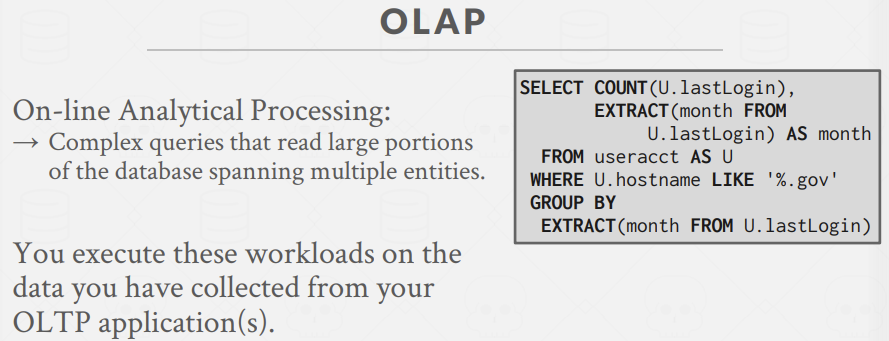 OLAP
On-line Analytical Processing:
→ Complex queries that read large portions
of the database spanning multiple entities.
You execute these workloads on the
data you have collected from your
OLTP application(s).
SELECT COUNT(U.lastLogin),
EXTRACT(month FROM
U.lastLogin) AS month
FROM useracct AS U
WHERE U.hostname LIKE '%.gov'
GROUP BY
EXTRACT(month FROM U.lastLogin)